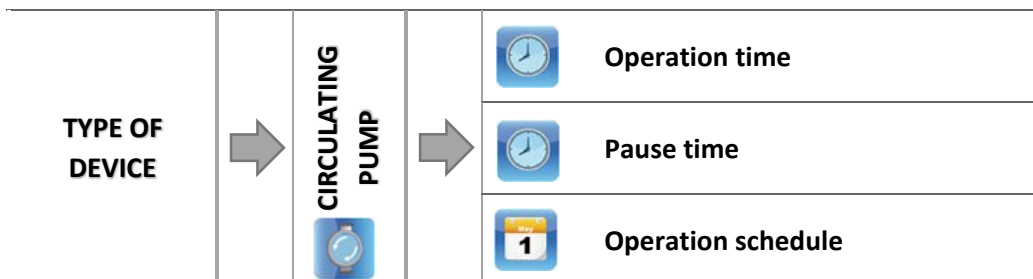 TYPE OF
DEVICE
CIRCULATING
PUMP
Operation time
Pause time
May
1
Operation schedule